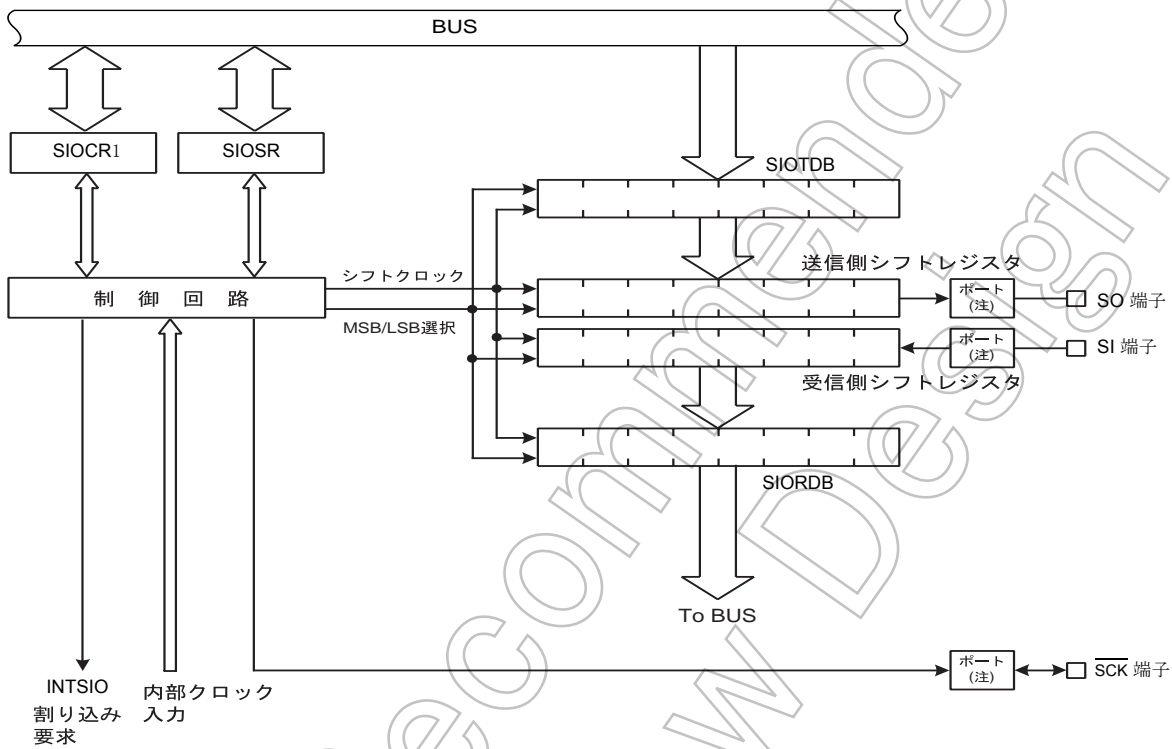 BUS
SIOCR1
SIOSR
SIOTDB
シフトクロック
送信側シフトレジスタ
制 御 回 路
ポート
(注)
SO 端子
MSB/LSB選択
ポート
(注)
SI 端子
受信側シフトレジスタ
SIORDB
To BUS
ポート
(注)
SCK 端子
INTSIO
割り込み
要求
内部クロック
入力
ecommende
w Design